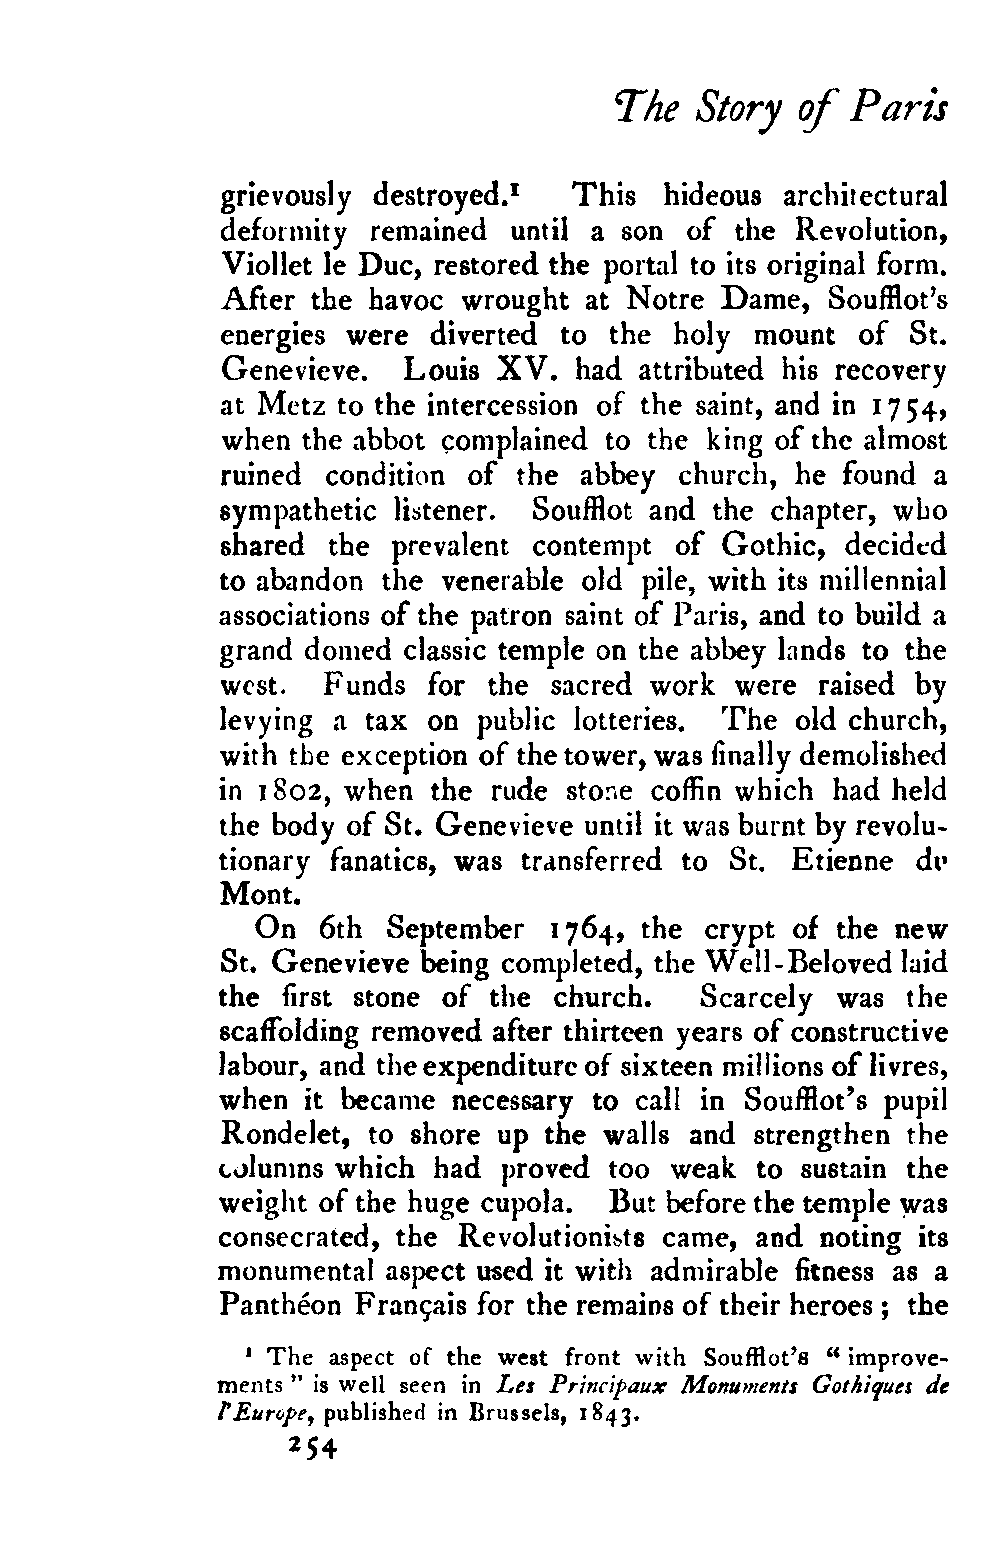 The Story of Paris
grievously destroyed.¹ This hideous architectural
deformity remained until a son of the Revolution,
Viollet le Duc, restored the portal to its original form.
After the havoc wrought at Notre Dame, Soufflot's
energies were diverted to the holy mount of St.
Genevieve. Louis XV. had attributed his recovery
at Metz to the intercession of the saint, and in 1754,
when the abbot complained to the king of the almost
ruined condition of the abbey church, he found a
sympathetic listener. Soufflot and the chapter, who
shared the prevalent contempt of Gothic, decided
to abandon the venerable old pile, with its millennial
associations of the patron saint of Paris, and to build a
grand domed classic temple on the abbey lands to the
west. Funds for the sacred work were raised by
levying a tax on public lotteries. The old church,
with the exception of the tower, was finally demolished
in 1802, when the rude stone coffin which had held
the body of St. Genevieve until it was burnt by revolu-
tionary fanatics, was transferred to St. Etienne du
Mont.
On 6th September 1764, the crypt of the new
St. Genevieve being completed, the Well-Beloved laid
the first stone of the church. Scarcely was the
scaffolding removed after thirteen years of constructive
labour, and the expenditure of sixteen millions of livres,
when it became necessary to call in Soufflot's pupil
Rondelet, to shore up the walls and strengthen the
columns which had proved too weak to sustain the
weight of the huge cupola. But before the temple was
consecrated, the Revolutionists came, and noting its
monumental aspect used it with admirable fitness as a
Panthéon Français for the remains of their heroes; the
¹ The aspect of the west front with Soufflot's "improve-
ments" is well seen in Les Principaux Monuments Gothiques de
l'Europe, published in Brussels, 1843.
254